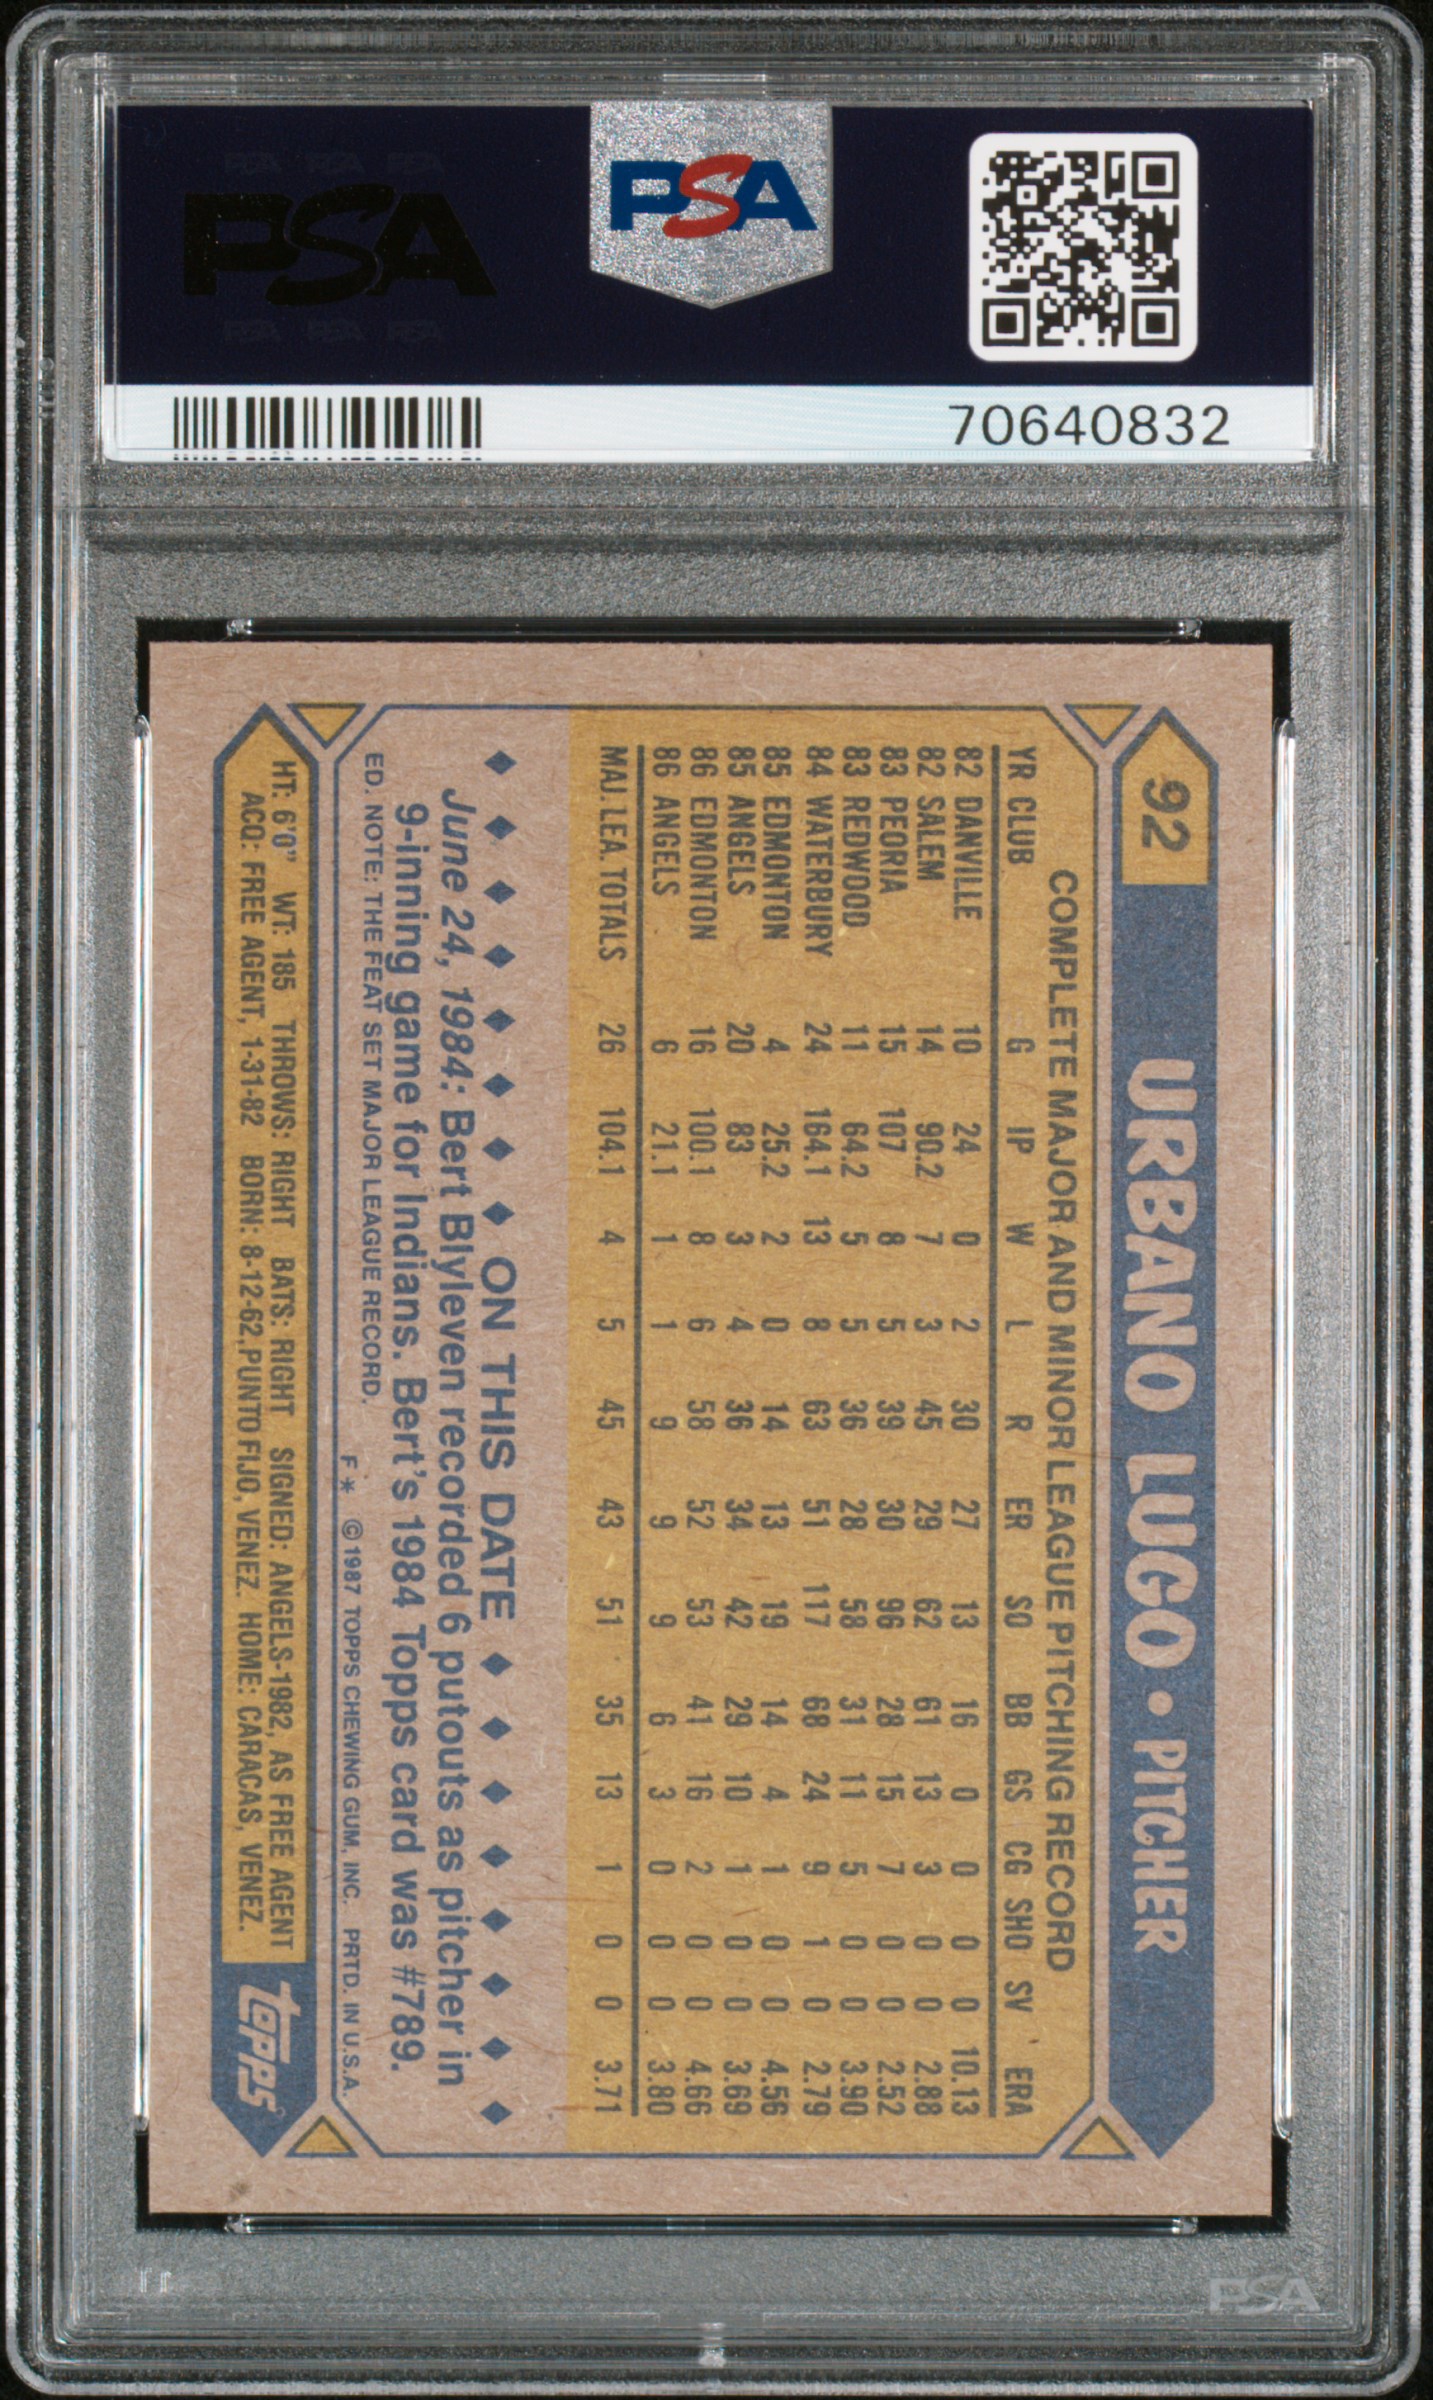 PSA PSA PSA
PSA
PSA PSA PSA
PSA
70640832
92 URBANO LUGO • PITCHER
COMPLETE MAJOR AND MINOR LEAGUE PITCHING RECORD
YR CLUB G IP W L R ER SO BB GS CG SHO SV ERA
82 DANVILLE 10 24 0 2 30 27 13 16 0 0 0 0 10.13
82 SALEM 14 90.2 7 3 45 29 62 61 13 3 0 0 2.88
83 PEORIA 15 107 8 5 39 30 96 28 15 7 0 0 2.52
83 REDWOOD 11 64.2 5 5 36 28 58 31 11 5 0 0 3.90
84 WATERBURY 24 164.1 13 8 63 51 117 68 24 9 1 0 2.79
85 EDMONTON 4 25.2 2 0 14 13 19 14 4 1 0 0 4.56
85 ANGELS 20 83 3 4 36 34 42 29 10 1 0 0 3.69
86 EDMONTON 16 100.1 8 6 58 52 53 41 16 2 0 0 4.66
86 ANGELS 6 21.1 1 1 9 9 9 6 3 0 0 0 3.80
MAJ. LEA. TOTALS 26 104.1 4 5 45 43 51 35 13 1 0 0 3.71
ON THIS DATE
June 24, 1984: Bert Blyleven recorded 6 putouts as pitcher in
9-inning game for Indians. Bert's 1984 Topps card was #789.
ED. NOTE: THE FEAT SET MAJOR LEAGUE RECORD.
F* © 1987 TOPPS CHEWING GUM, INC. PRTD. IN U.S.A.
HT: 6'0" WT: 185 THROWS: RIGHT BATS: RIGHT SIGNED: ANGELS-1982, AS FREE AGENT
ACQ: FREE AGENT, 1-31-82 BORN: 8-12-62, PUNTO FIJO, VENEZ. HOME: CARACAS, VENEZ.
topps
PSA